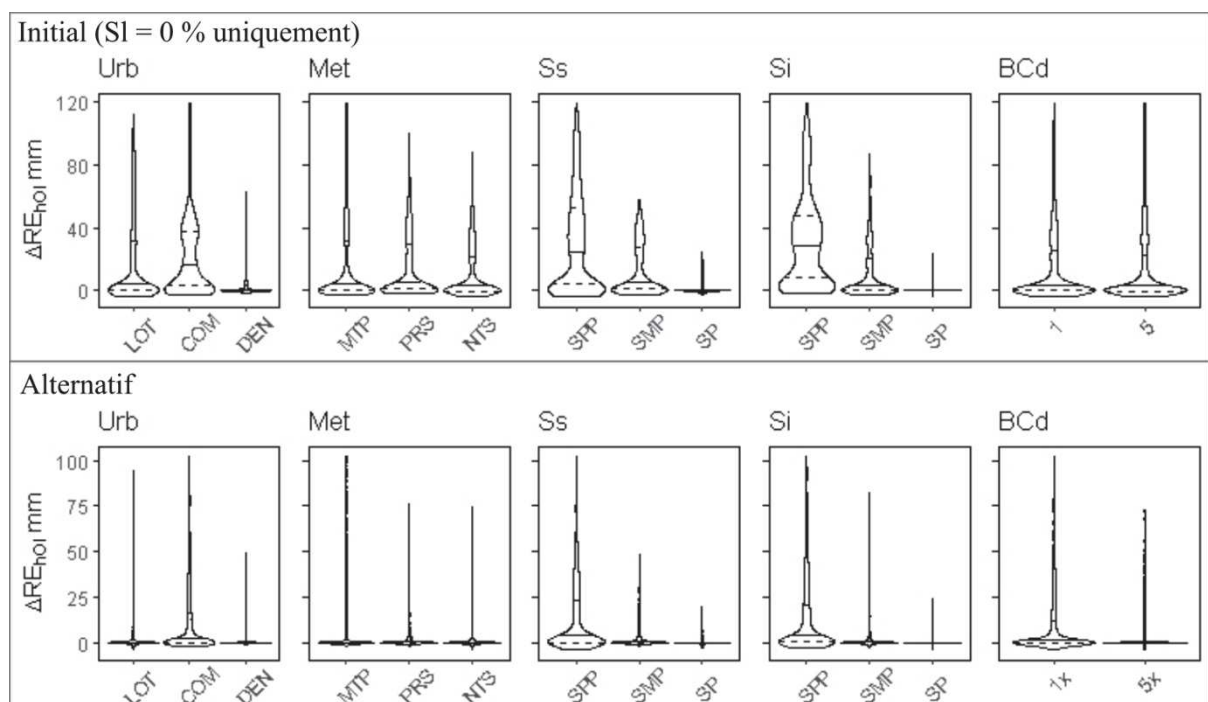 Initial (Sl = 0 % uniquement)
Urb Met Ss Si BCd
ΔREhOl mm
120
80
40
0
LOT COM DEN MTP PRS NTS SPP SMP SP SPP SMP SP 1 5
Alternatif
Urb Met Ss Si BCd
ΔREhOl mm
100
75
50
25
0
LOT COM DEN MTP PRS NTS SPP SMP SP SPP SMP SP 1x 5x